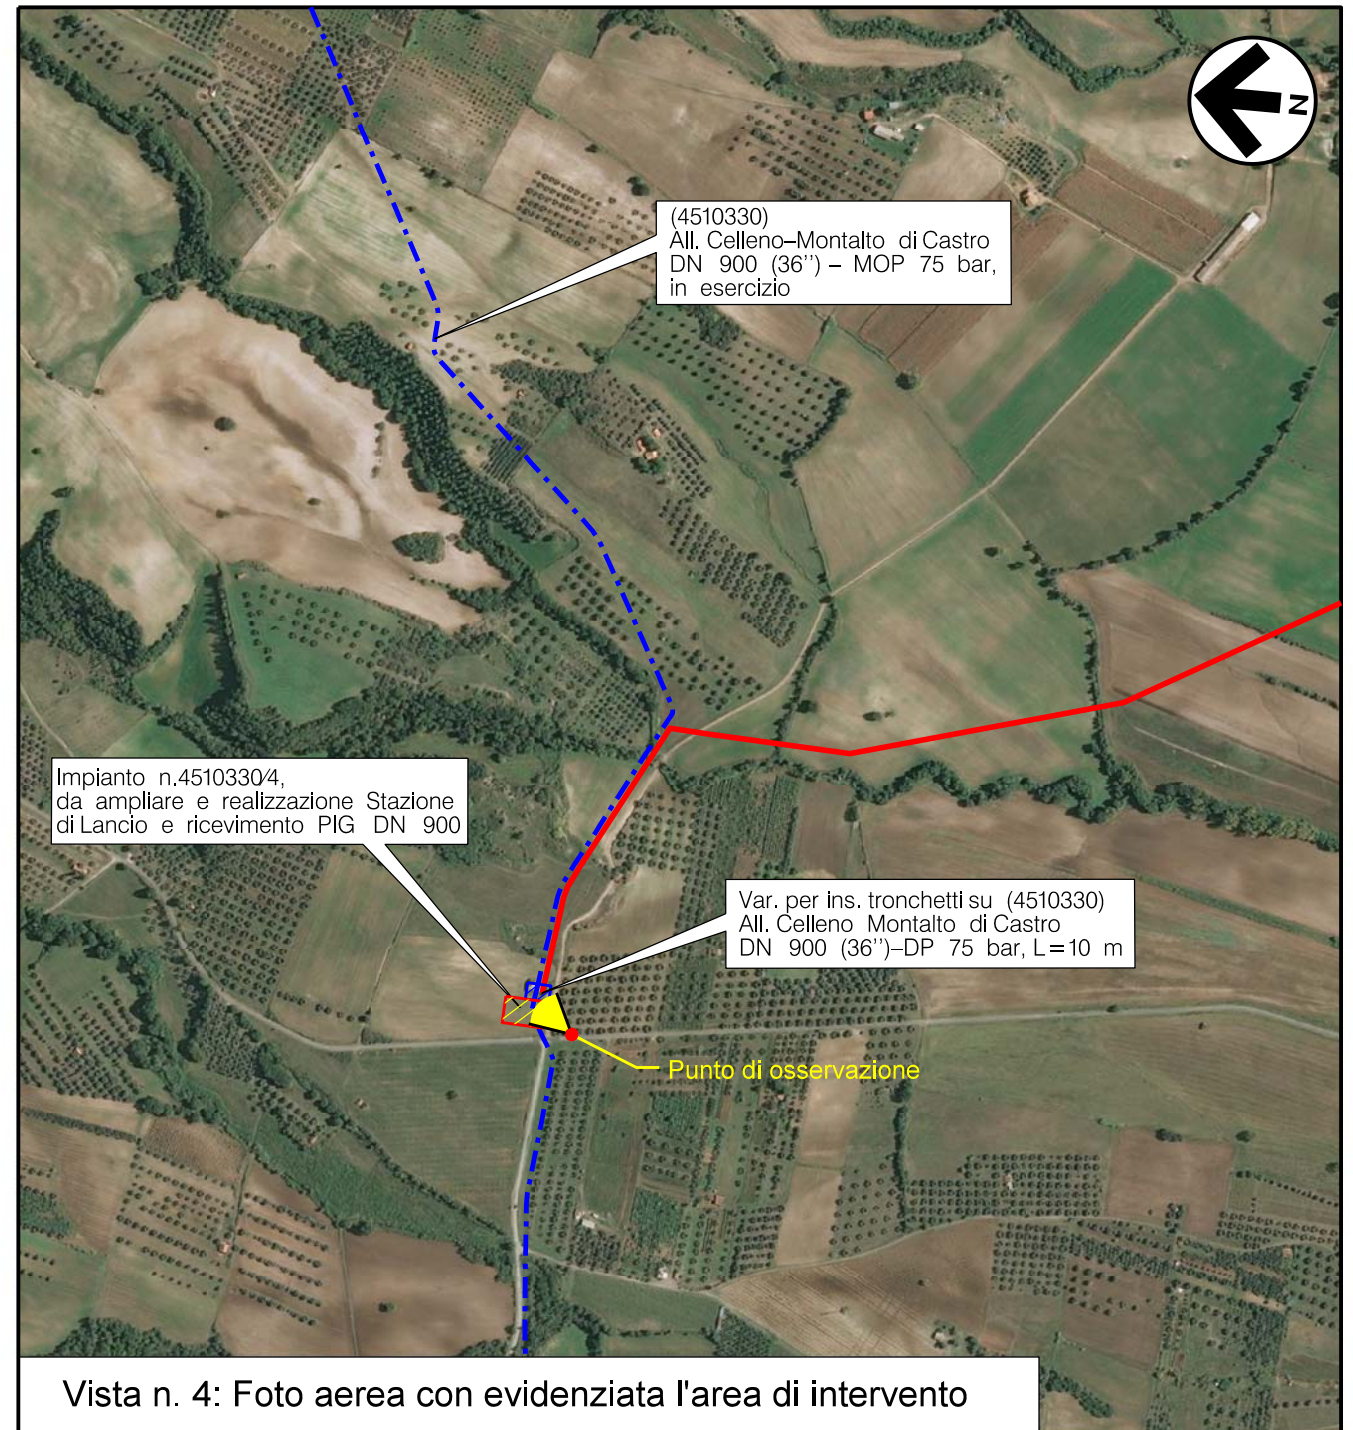 N
(4510330)
All. Celleno–Montalto di Castro
DN 900 (36'') – MOP 75 bar,
in esercizio
Impianto n.4510330/4,
da ampliare e realizzazione Stazione
di Lancio e ricevimento PIG DN 900
Var. per ins. tronchetti su (4510330)
All. Celleno Montalto di Castro
DN 900 (36'')–DP 75 bar, L=10 m
Punto di osservazione
Vista n. 4: Foto aerea con evidenziata l'area di intervento